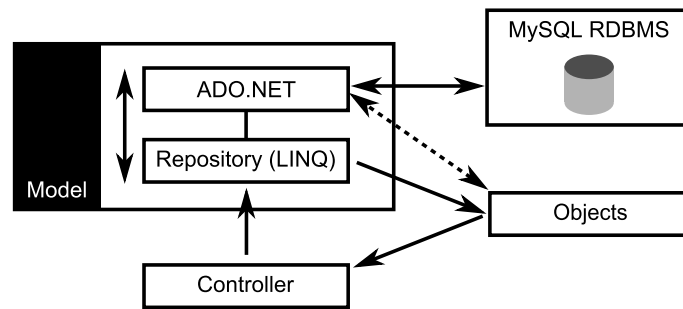 MySQL RDBMS
ADO.NET
Repository (LINQ)
Model
Objects
Controller